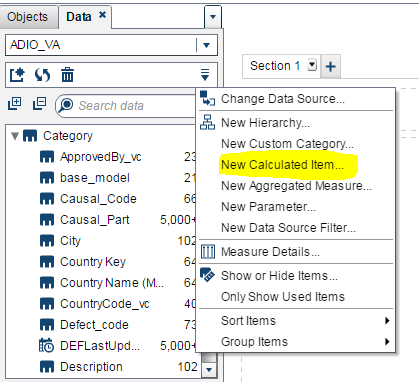 Objects
Data
ADIO_VA
Section 1
Search data
Category
ApprovedBy_vc 23
base_model 21
Causal_Code 66
Causal_Part 5,000+
City 102
Country Key 64
Country Name (M... 64
CountryCode_vc 40
Defect_code 73
DEFLastUpd... 5,000+
Description 102
Change Data Source...
New Hierarchy...
New Custom Category...
New Calculated Item...
New Aggregated Measure...
New Parameter...
New Data Source Filter...
Measure Details...
Show or Hide Items...
Only Show Used Items
Sort Items
Group Items